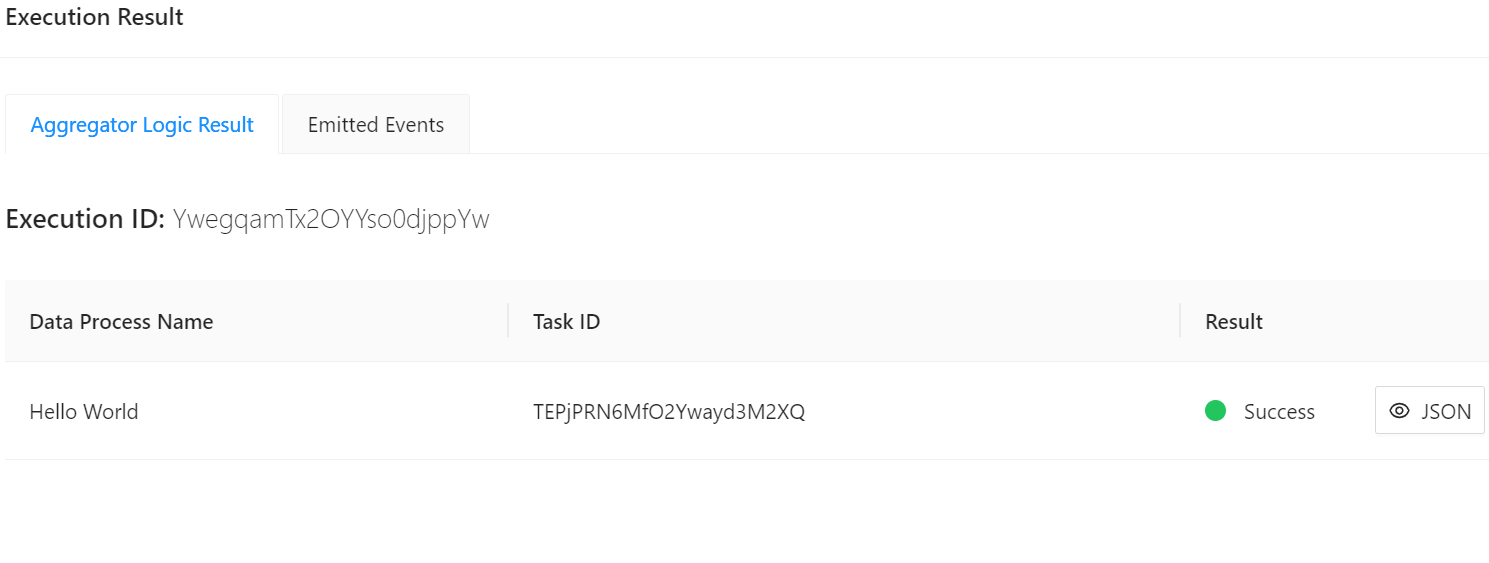 Execution Result
Aggregator Logic Result Emitted Events
Execution ID: YwegqamTx2OYYso0djppYw
Data Process Name Task ID Result
Hello World TEPjPRN6MfO2Ywayd3M2XQ Success JSON